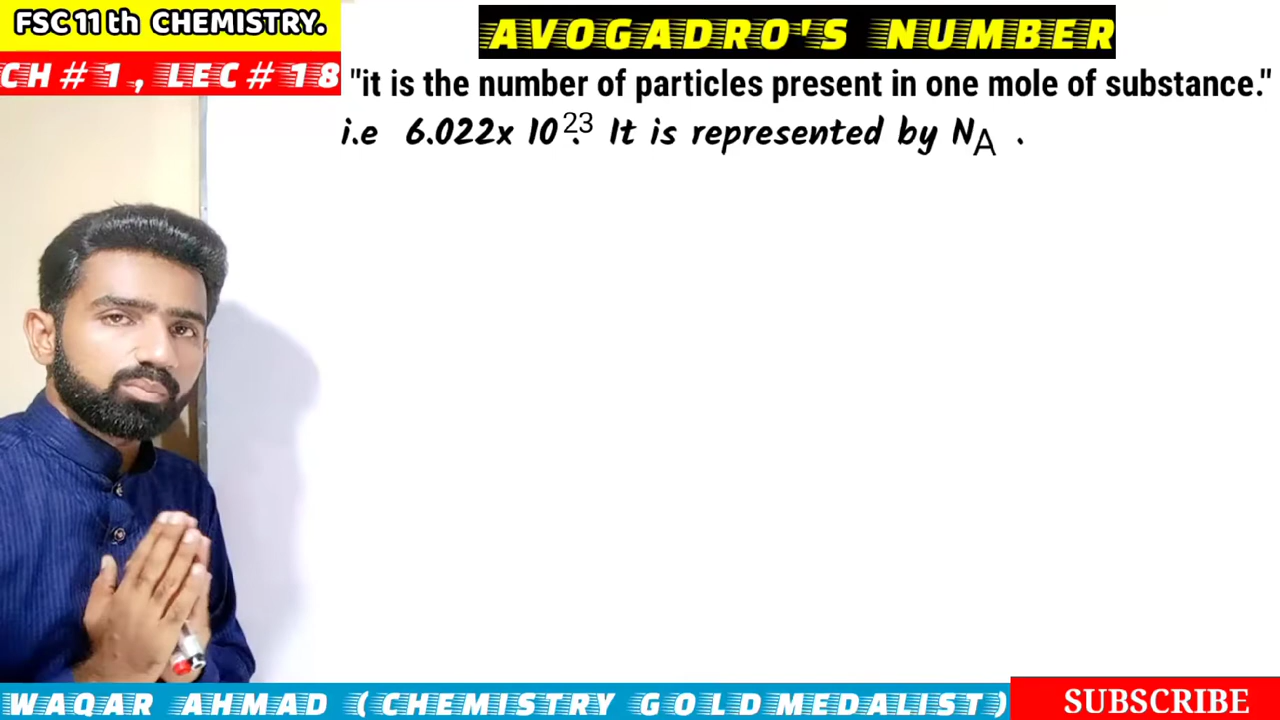 FSC 11 th CHEMISTRY.
CH # 1 , LEC # 18
AVOGADRO'S NUMBER
"it is the number of particles present in one mole of substance."
i.e 6.022x 10²³. It is represented by N_A .
WAQAR AHMAD (CHEMISTRY GOLD MEDALIST)
SUBSCRIBE